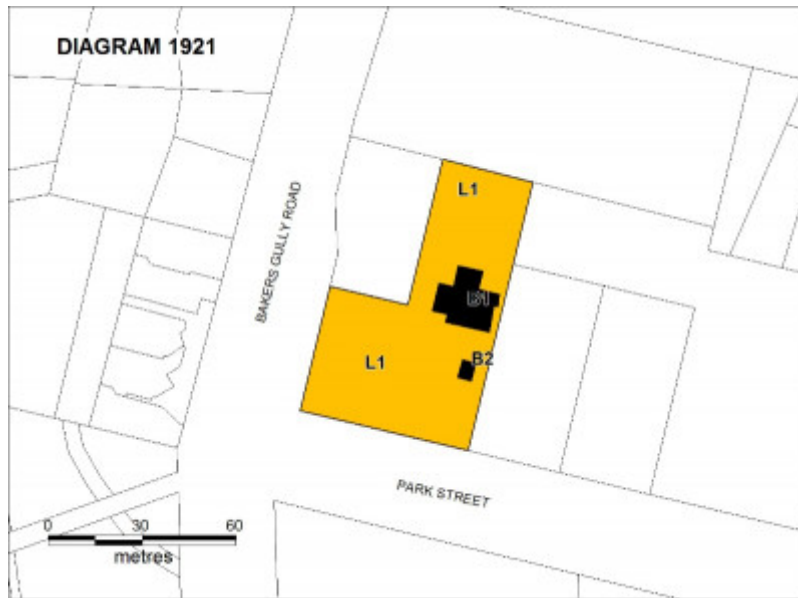 DIAGRAM 1921
L1
BAKERS GULLY ROAD
B1
B2
L1
PARK STREET
0 30 60
metres